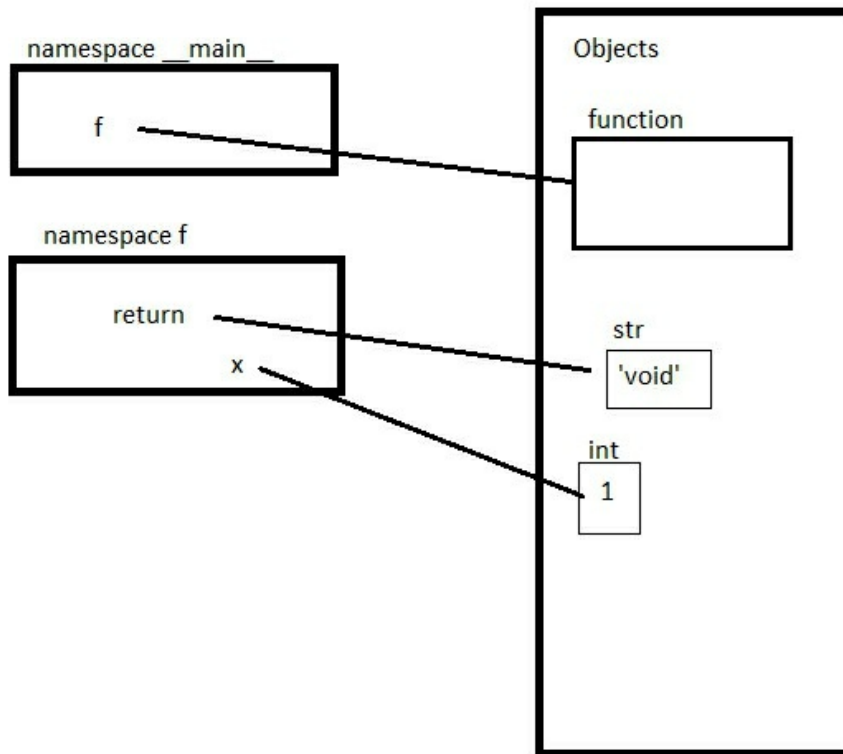 namespace __main__
f
namespace f
return
x
Objects
function
str
'void'
int
1